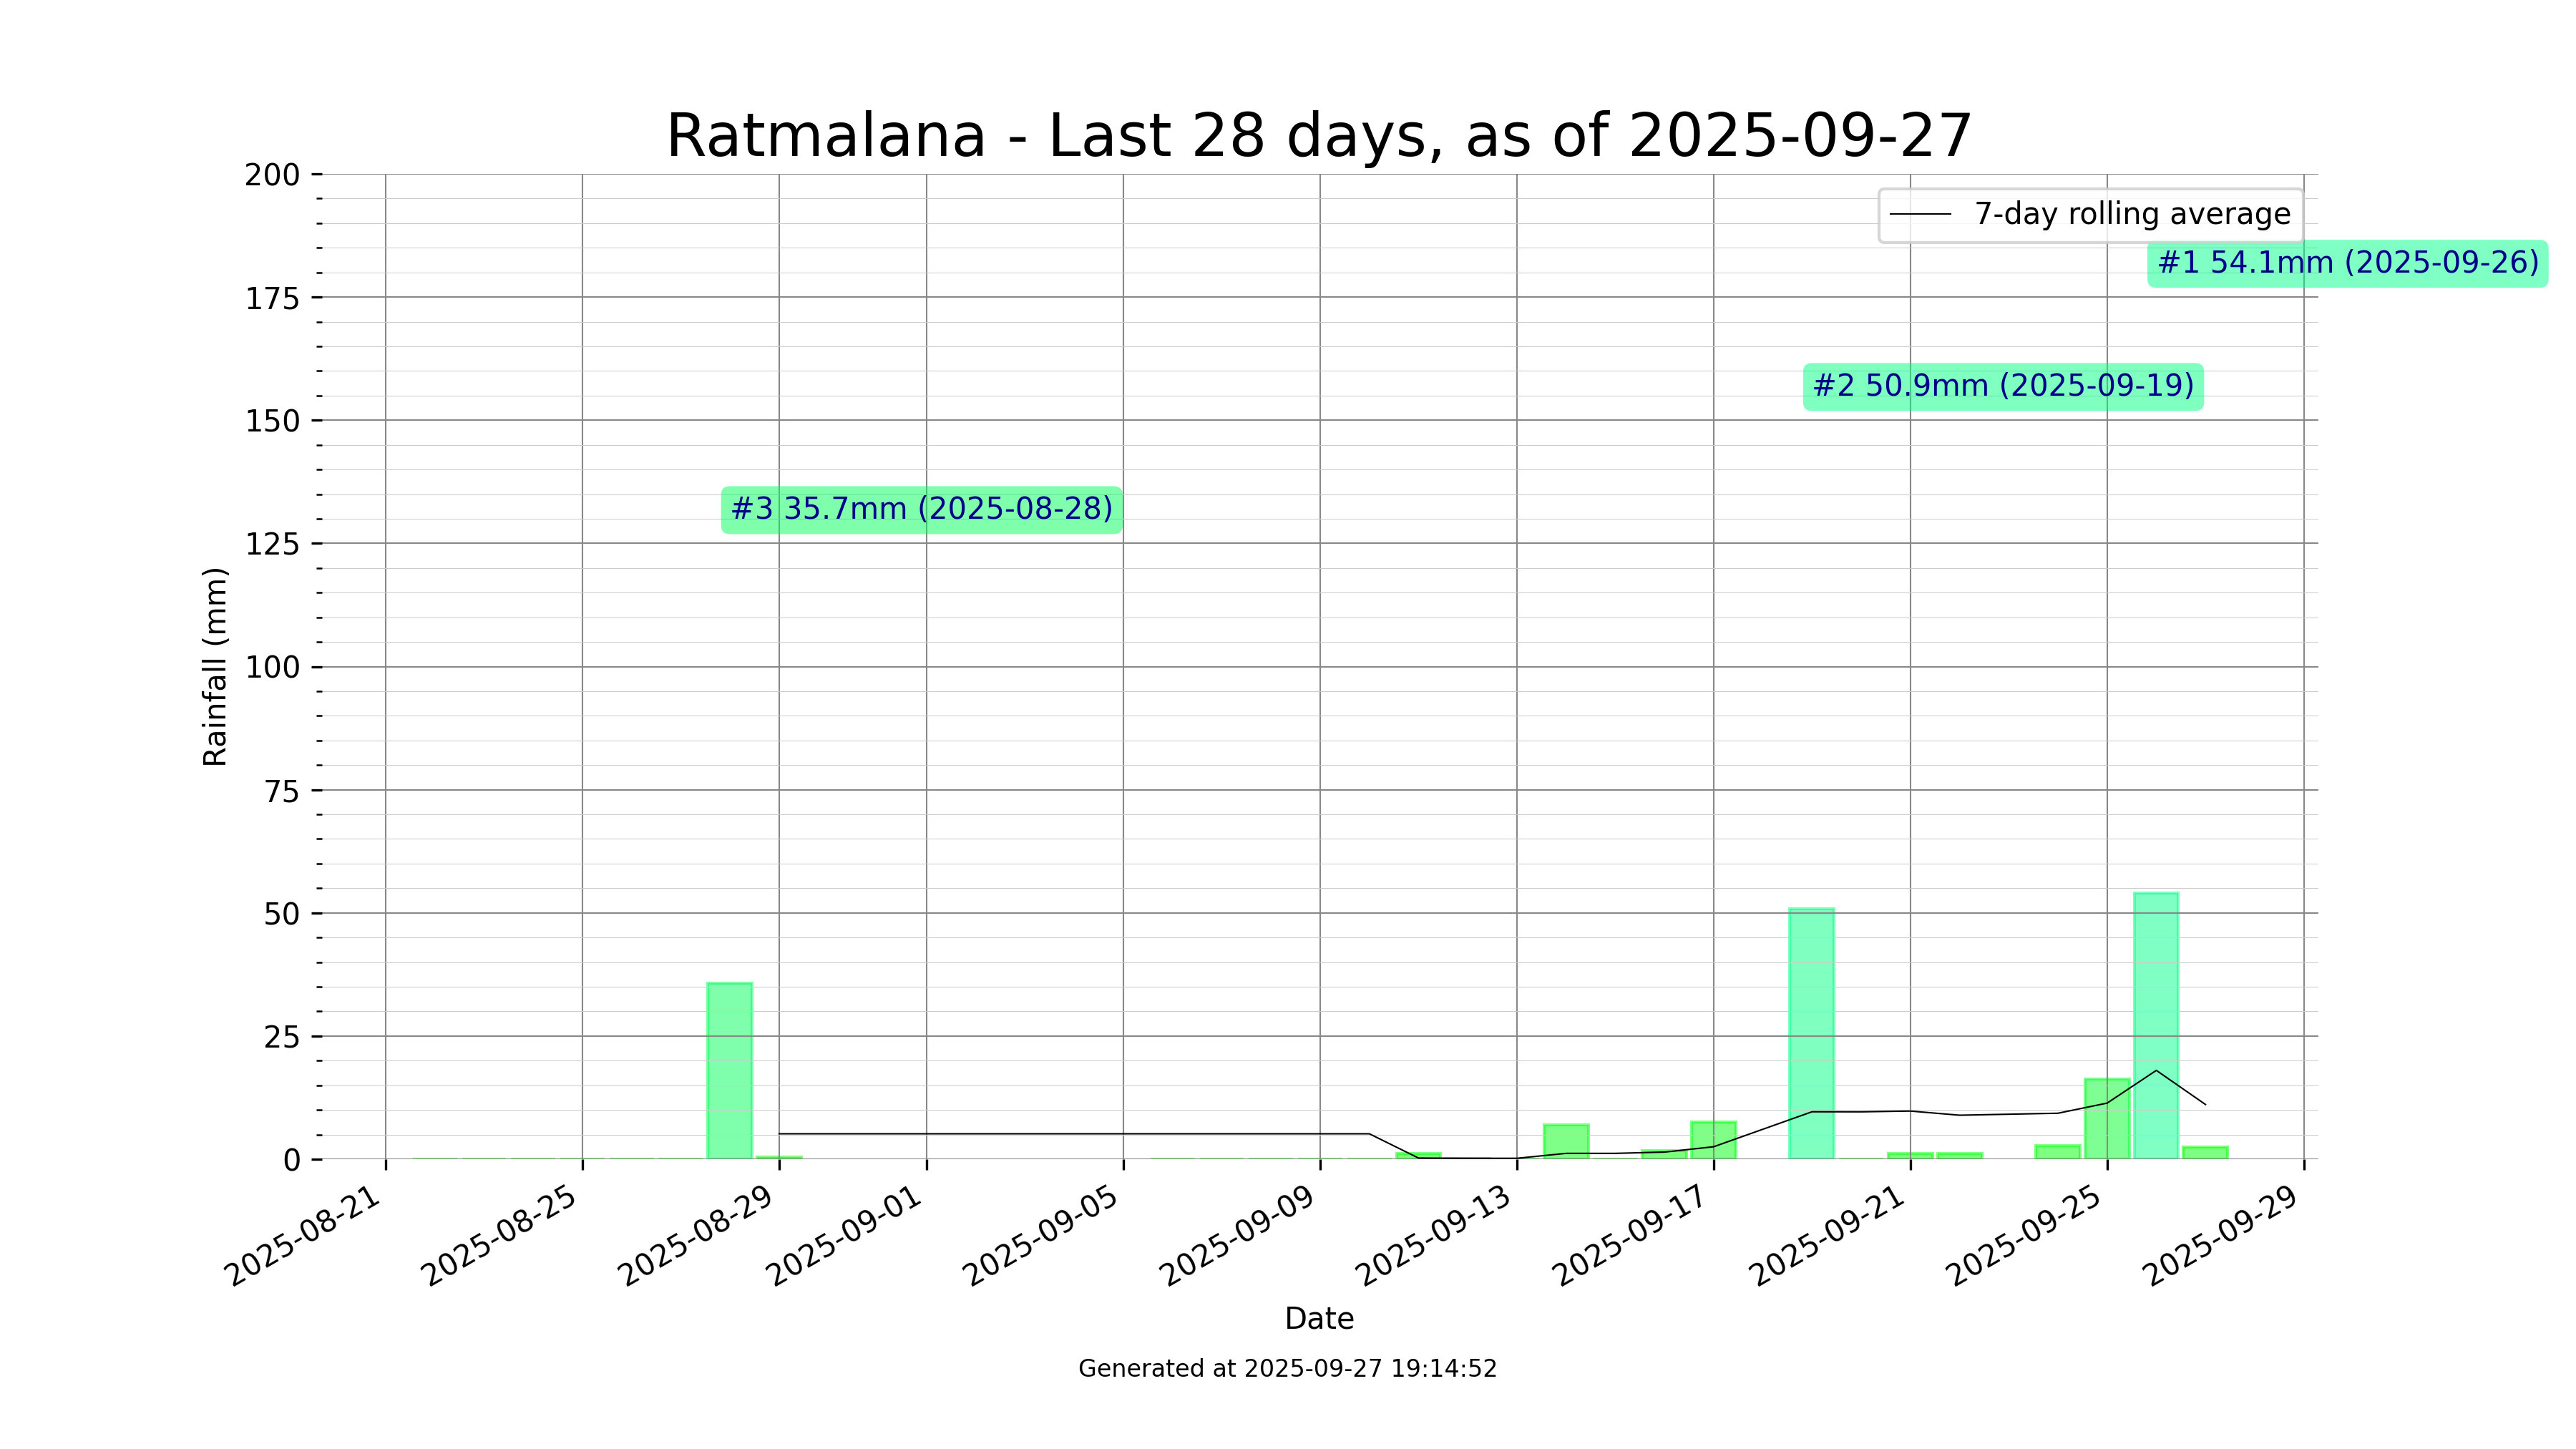 Ratmalana - Last 28 days, as of 2025-09-27
7-day rolling average
#1 54.1mm (2025-09-26)
#2 50.9mm (2025-09-19)
#3 35.7mm (2025-08-28)
Rainfall (mm)
200
175
150
125
100
75
50
25
0
2025-08-21
2025-08-25
2025-08-29
2025-09-01
2025-09-05
2025-09-09
2025-09-13
2025-09-17
2025-09-21
2025-09-25
2025-09-29
Date
Generated at 2025-09-27 19:14:52